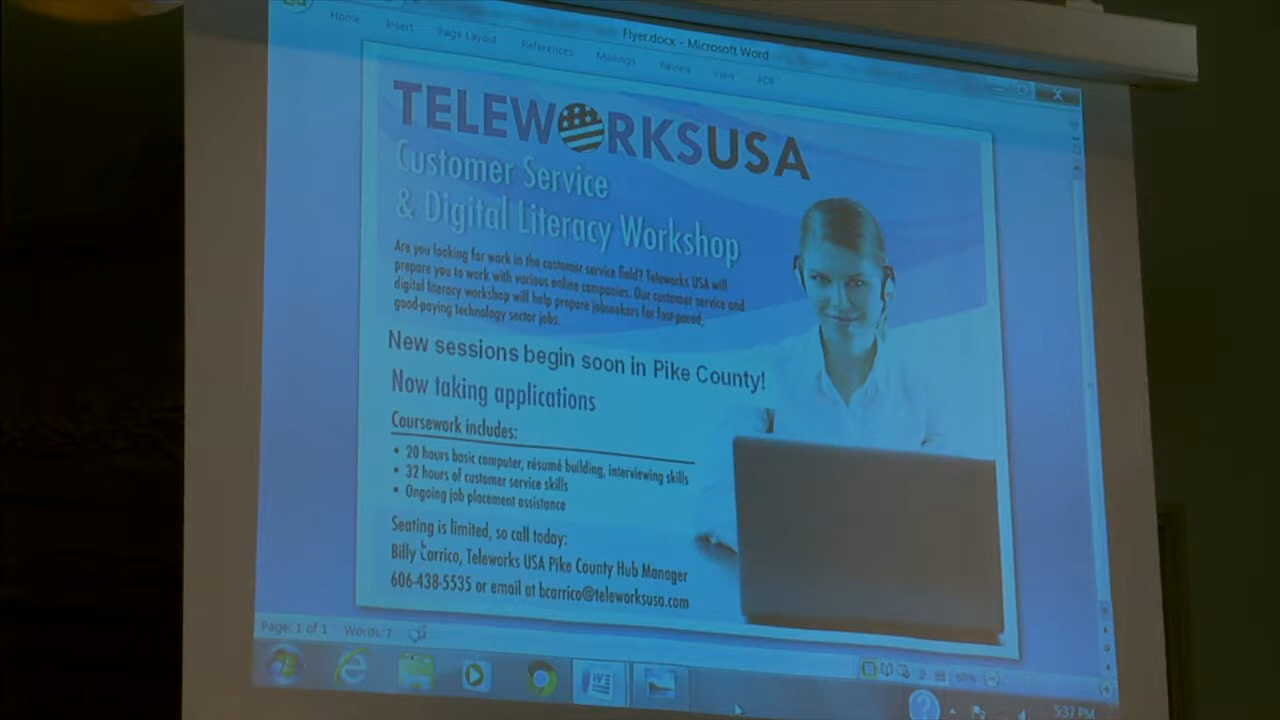 Flyer.docx - Microsoft Word
Home Insert Page Layout References Mailings Review View PDF
TELEWORKSUSA
Customer Service
& Digital Literacy Workshop
Are you looking for work in the customer service field? Teleworks USA will
prepare you to work with various online companies. Our customer service and
digital literacy workshop will help prepare jobseekers for fast-paced,
good-paying technology sector jobs.
New sessions begin soon in Pike County!
Now taking applications
Coursework includes:
• 20 hours basic computer, résumé building, interviewing skills
• 32 hours of customer service skills
• Ongoing job placement assistance
Seating is limited, so call today:
Billy Carrico, Teleworks USA Pike County Hub Manager
606-438-5535 or email at bcarrico@teleworksusa.com
Page: 1 of 1 Words: 7
60%
5:37 PM